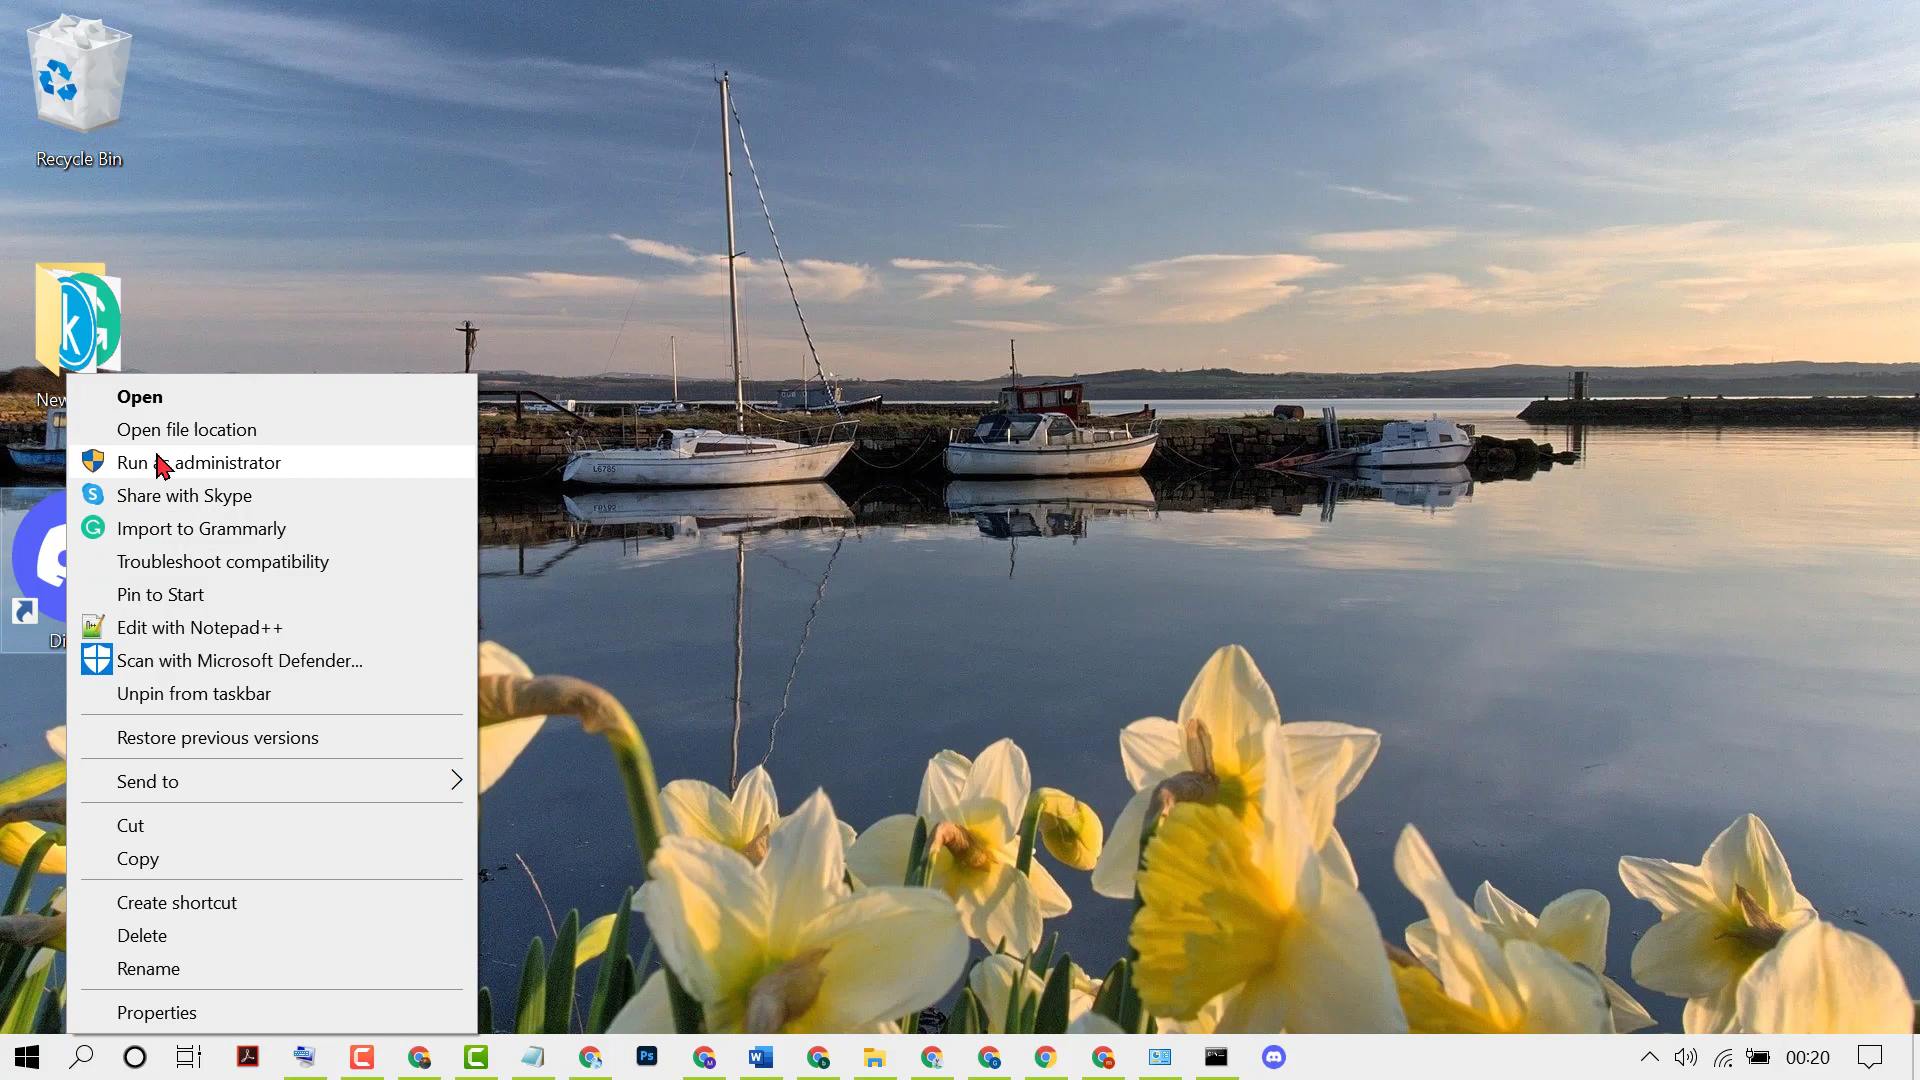 Recycle Bin
New
Di
Open
Open file location
Run as administrator
Share with Skype
Import to Grammarly
Troubleshoot compatibility
Pin to Start
Edit with Notepad++
Scan with Microsoft Defender...
Unpin from taskbar
Restore previous versions
Send to
Cut
Copy
Create shortcut
Delete
Rename
Properties
L6785
00:20